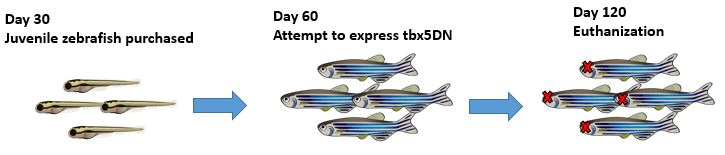 Day 30
Juvenile zebrafish purchased
Day 60
Attempt to express tbx5DN
Day 120
Euthanization